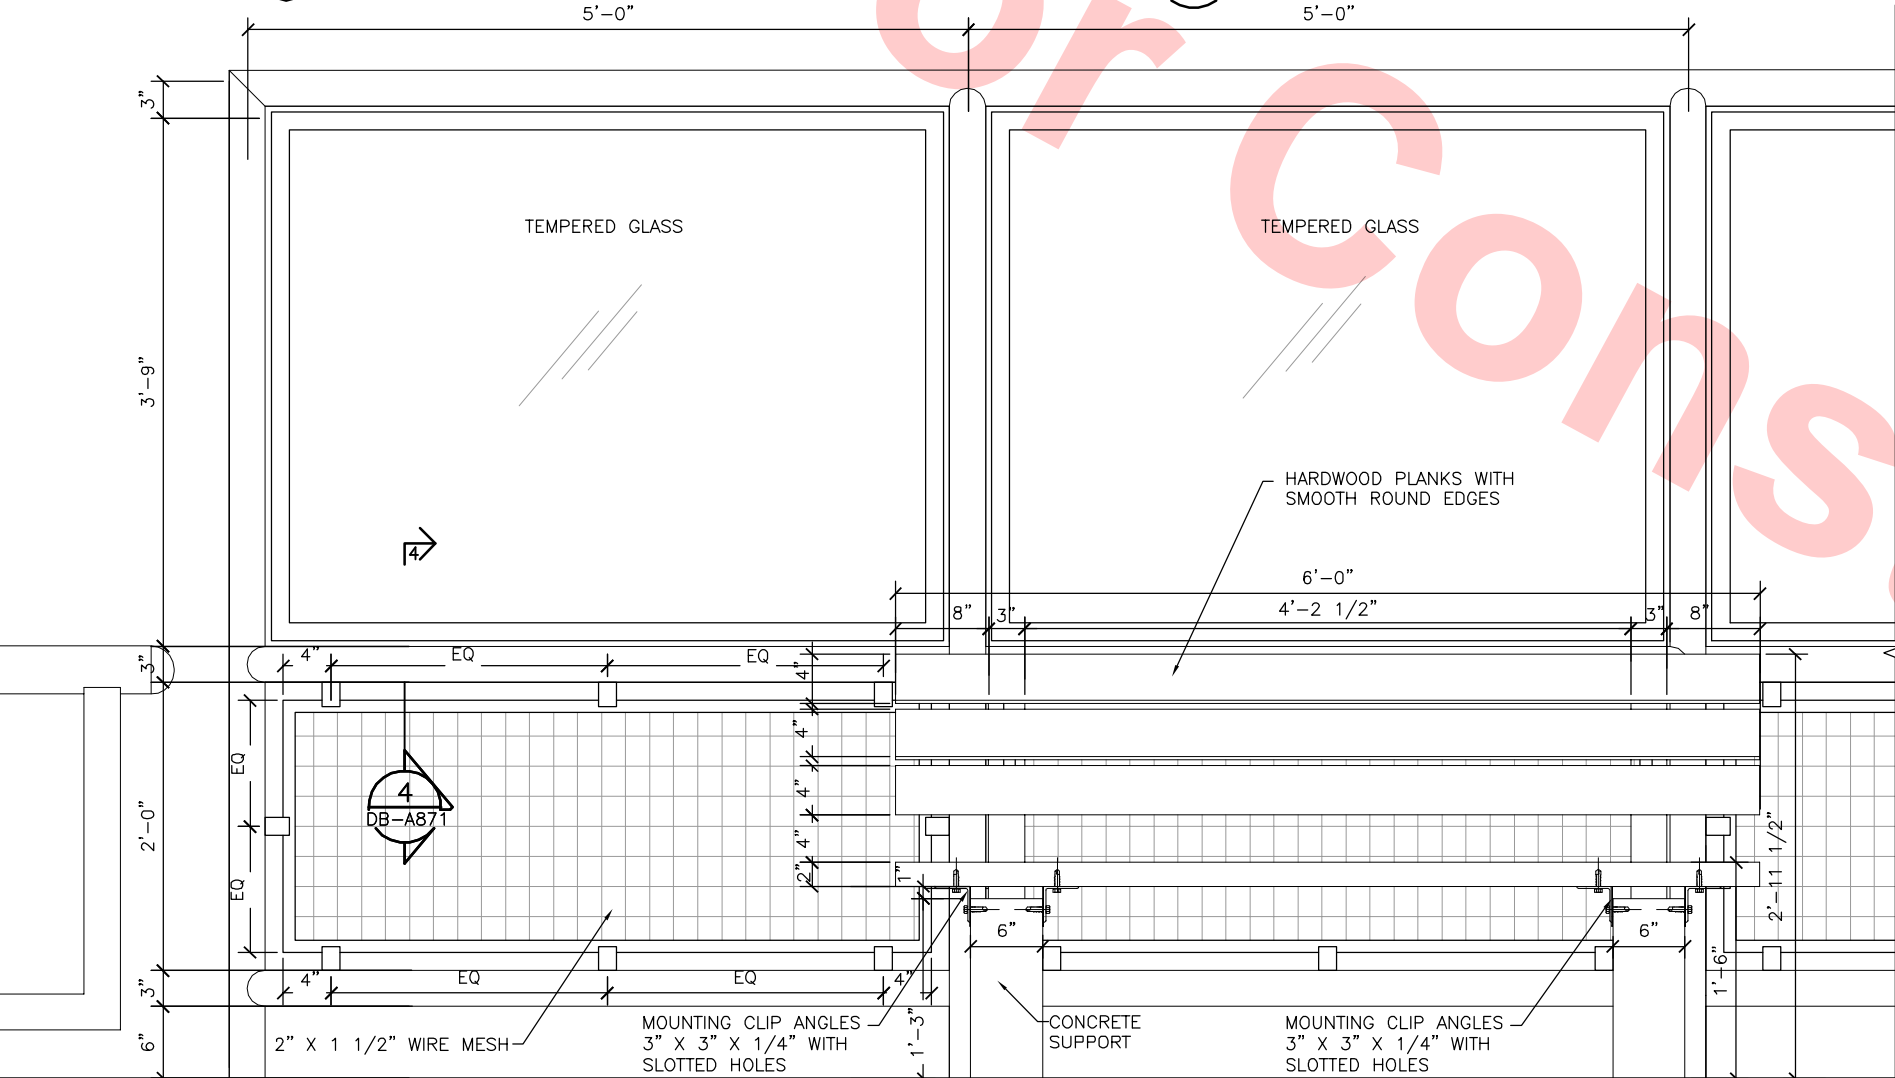 5'-0"
5'-0"
or Cons
3"
TEMPERED GLASS
TEMPERED GLASS
3'-9"
HARDWOOD PLANKS WITH
SMOOTH ROUND EDGES
4
6'-0"
8"
3"
4'-2 1/2"
3"
8"
3"
4"
EQ
EQ
4"
4"
EQ
4
DB-A871
4"
2'-0"
4"
2"
1"
EQ
2'-11 1/2"
6"
6"
3"
4"
EQ
EQ
4"
1'-6"
6"
2" X 1 1/2" WIRE MESH
MOUNTING CLIP ANGLES
3" X 3" X 1/4" WITH
SLOTTED HOLES
1'-3"
CONCRETE
SUPPORT
MOUNTING CLIP ANGLES
3" X 3" X 1/4" WITH
SLOTTED HOLES